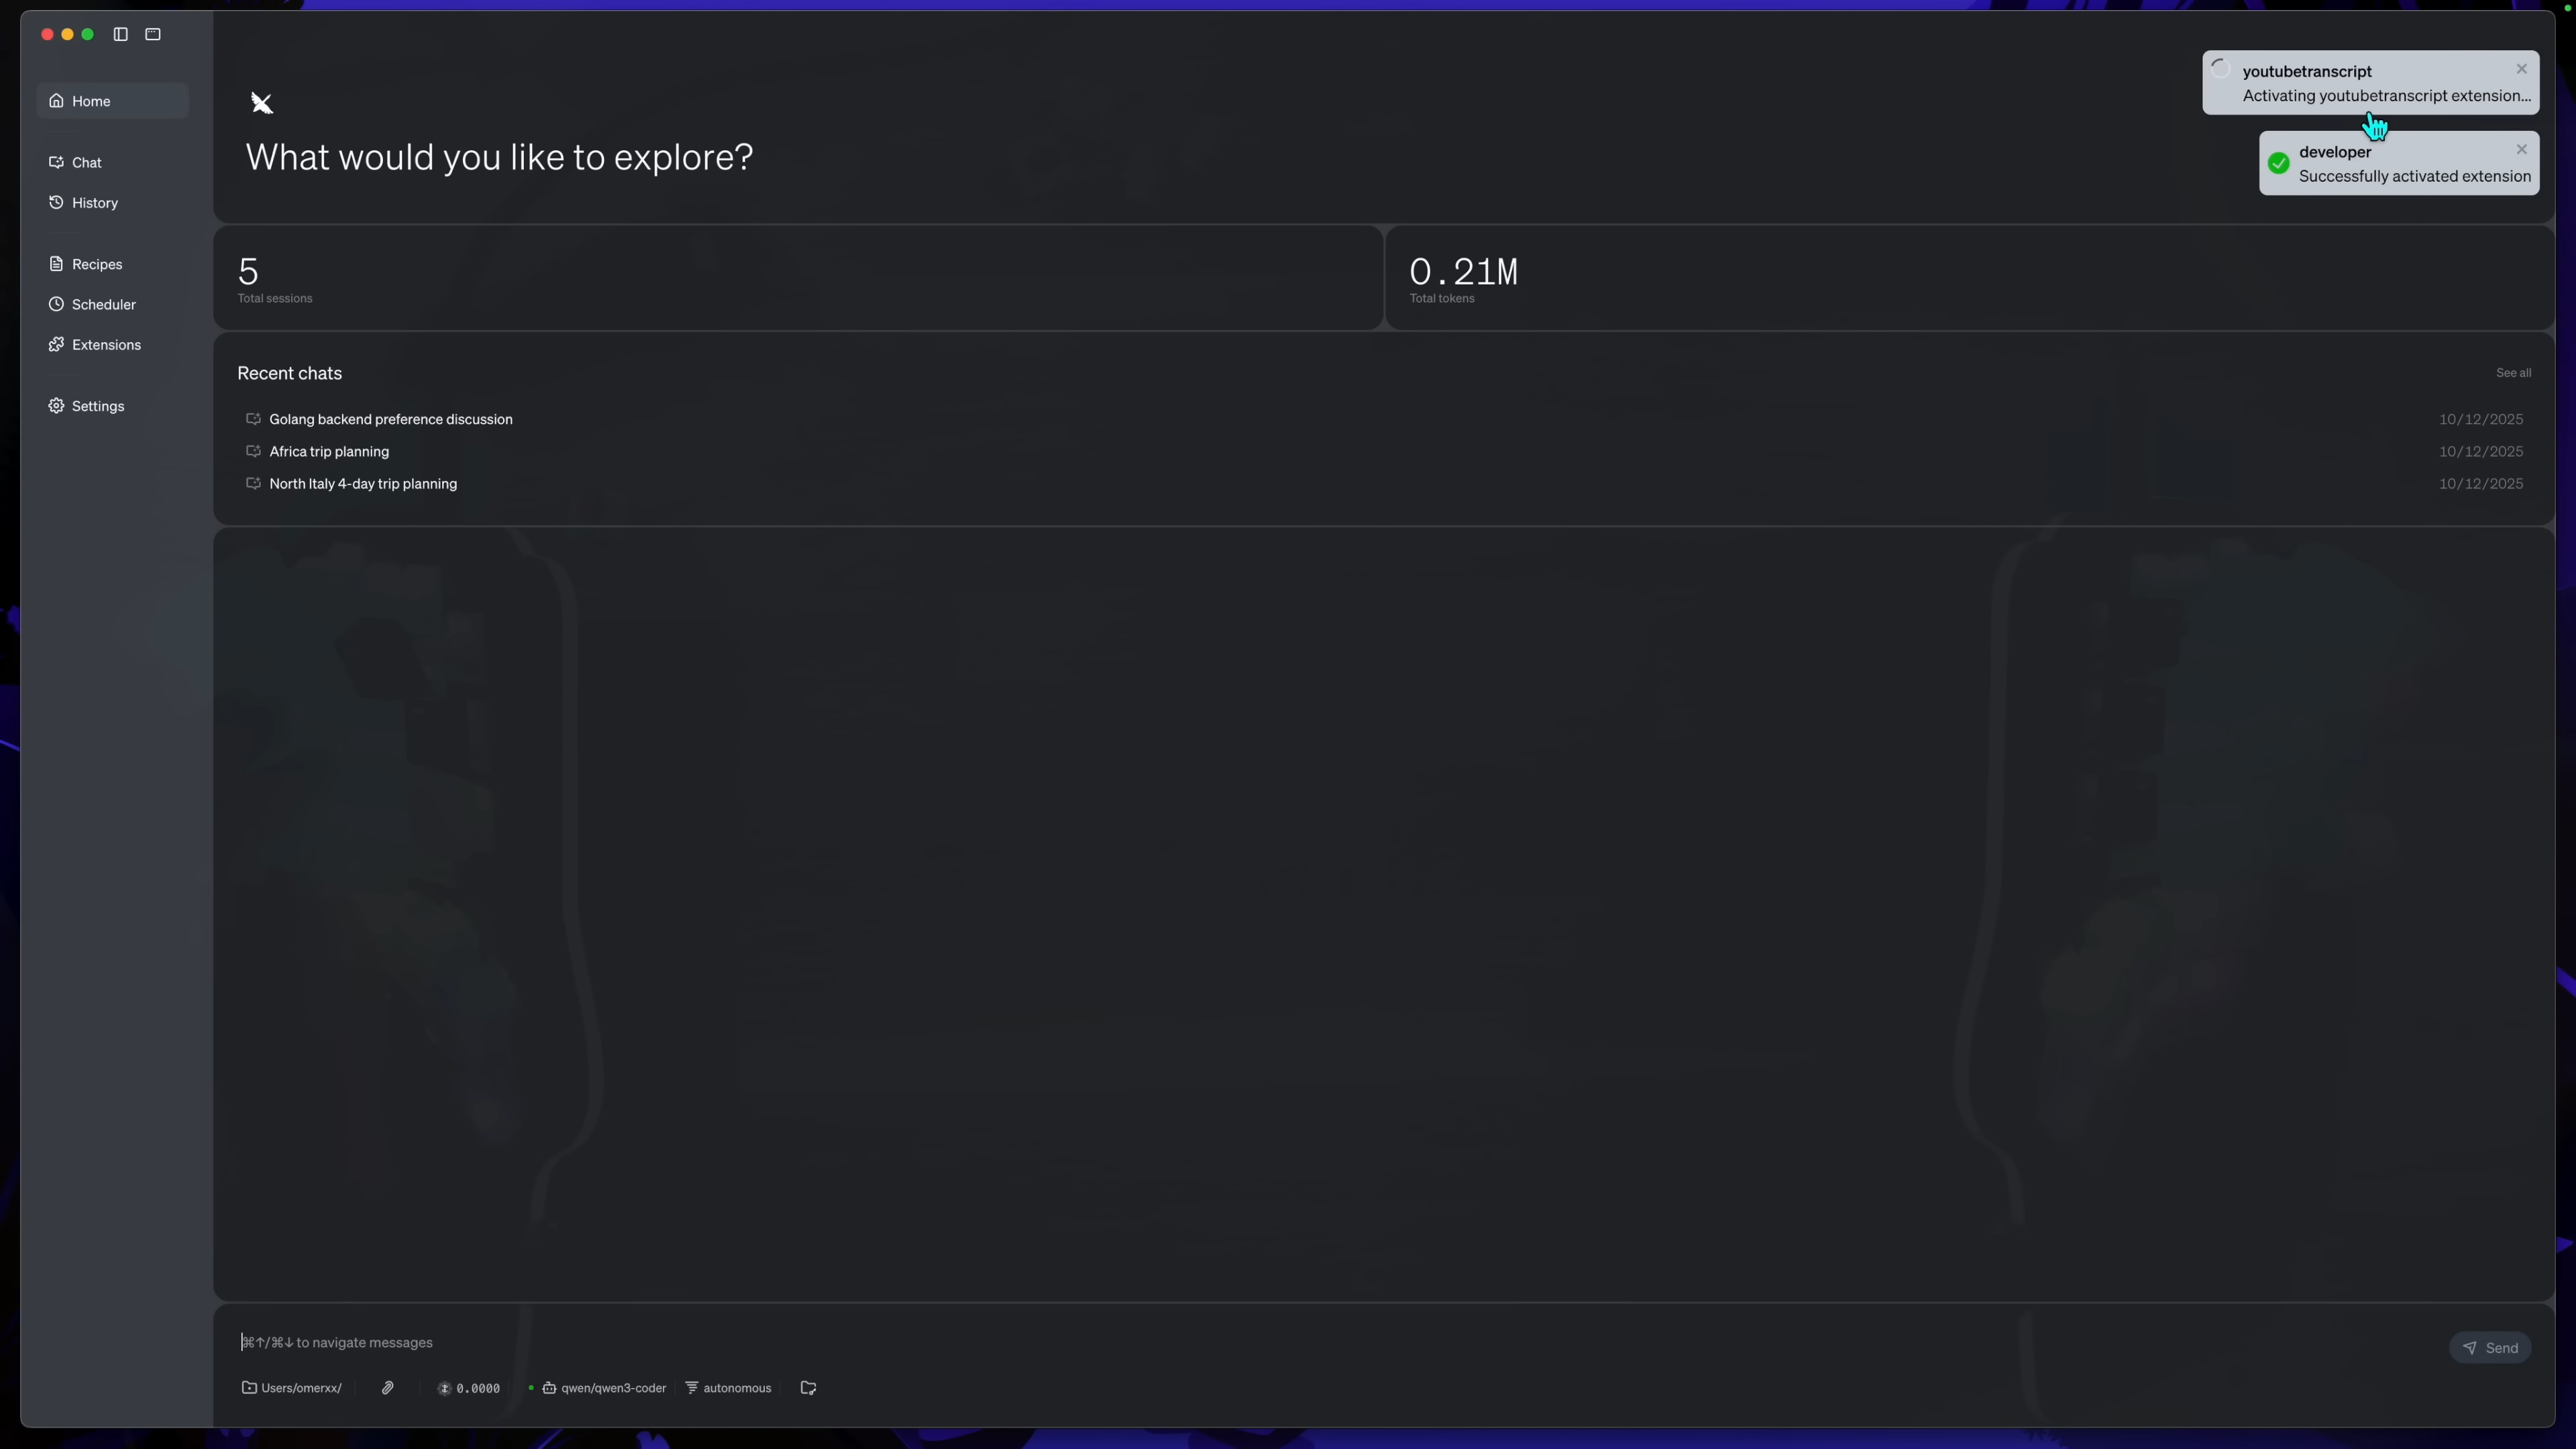 Home
Chat
History
Recipes
Scheduler
Extensions
Settings
What would you like to explore?
youtubetranscript
Activating youtubetranscript extension...
developer
Successfully activated extension
5
Total sessions
0.21M
Total tokens
Recent chats
See all
Golang backend preference discussion
10/12/2025
Africa trip planning
10/12/2025
North Italy 4-day trip planning
10/12/2025
⌘↑/⌘↓ to navigate messages
Send
Users/omerxx/
0.0000
qwen/qwen3-coder
autonomous